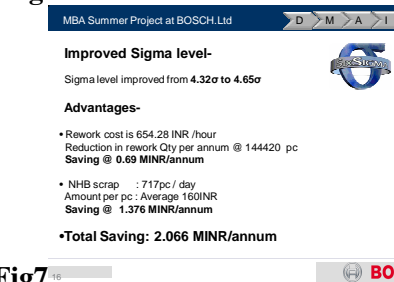 MBA Summer Project at BOSCH.Ltd
D M A I
Improved Sigma level-
SIX SIGMA
Sigma level improved from 4.32σ to 4.65σ
Advantages-
• Rework cost is 654.28 INR /hour
Reduction in rework Qty per annum @ 144420 pc
Saving @ 0.69 MINR/annum
• NHB scrap : 717pc / day
Amount per pc : Average 160INR
Saving @ 1.376 MINR/annum
•Total Saving: 2.066 MINR/annum
Fig7 16
BO